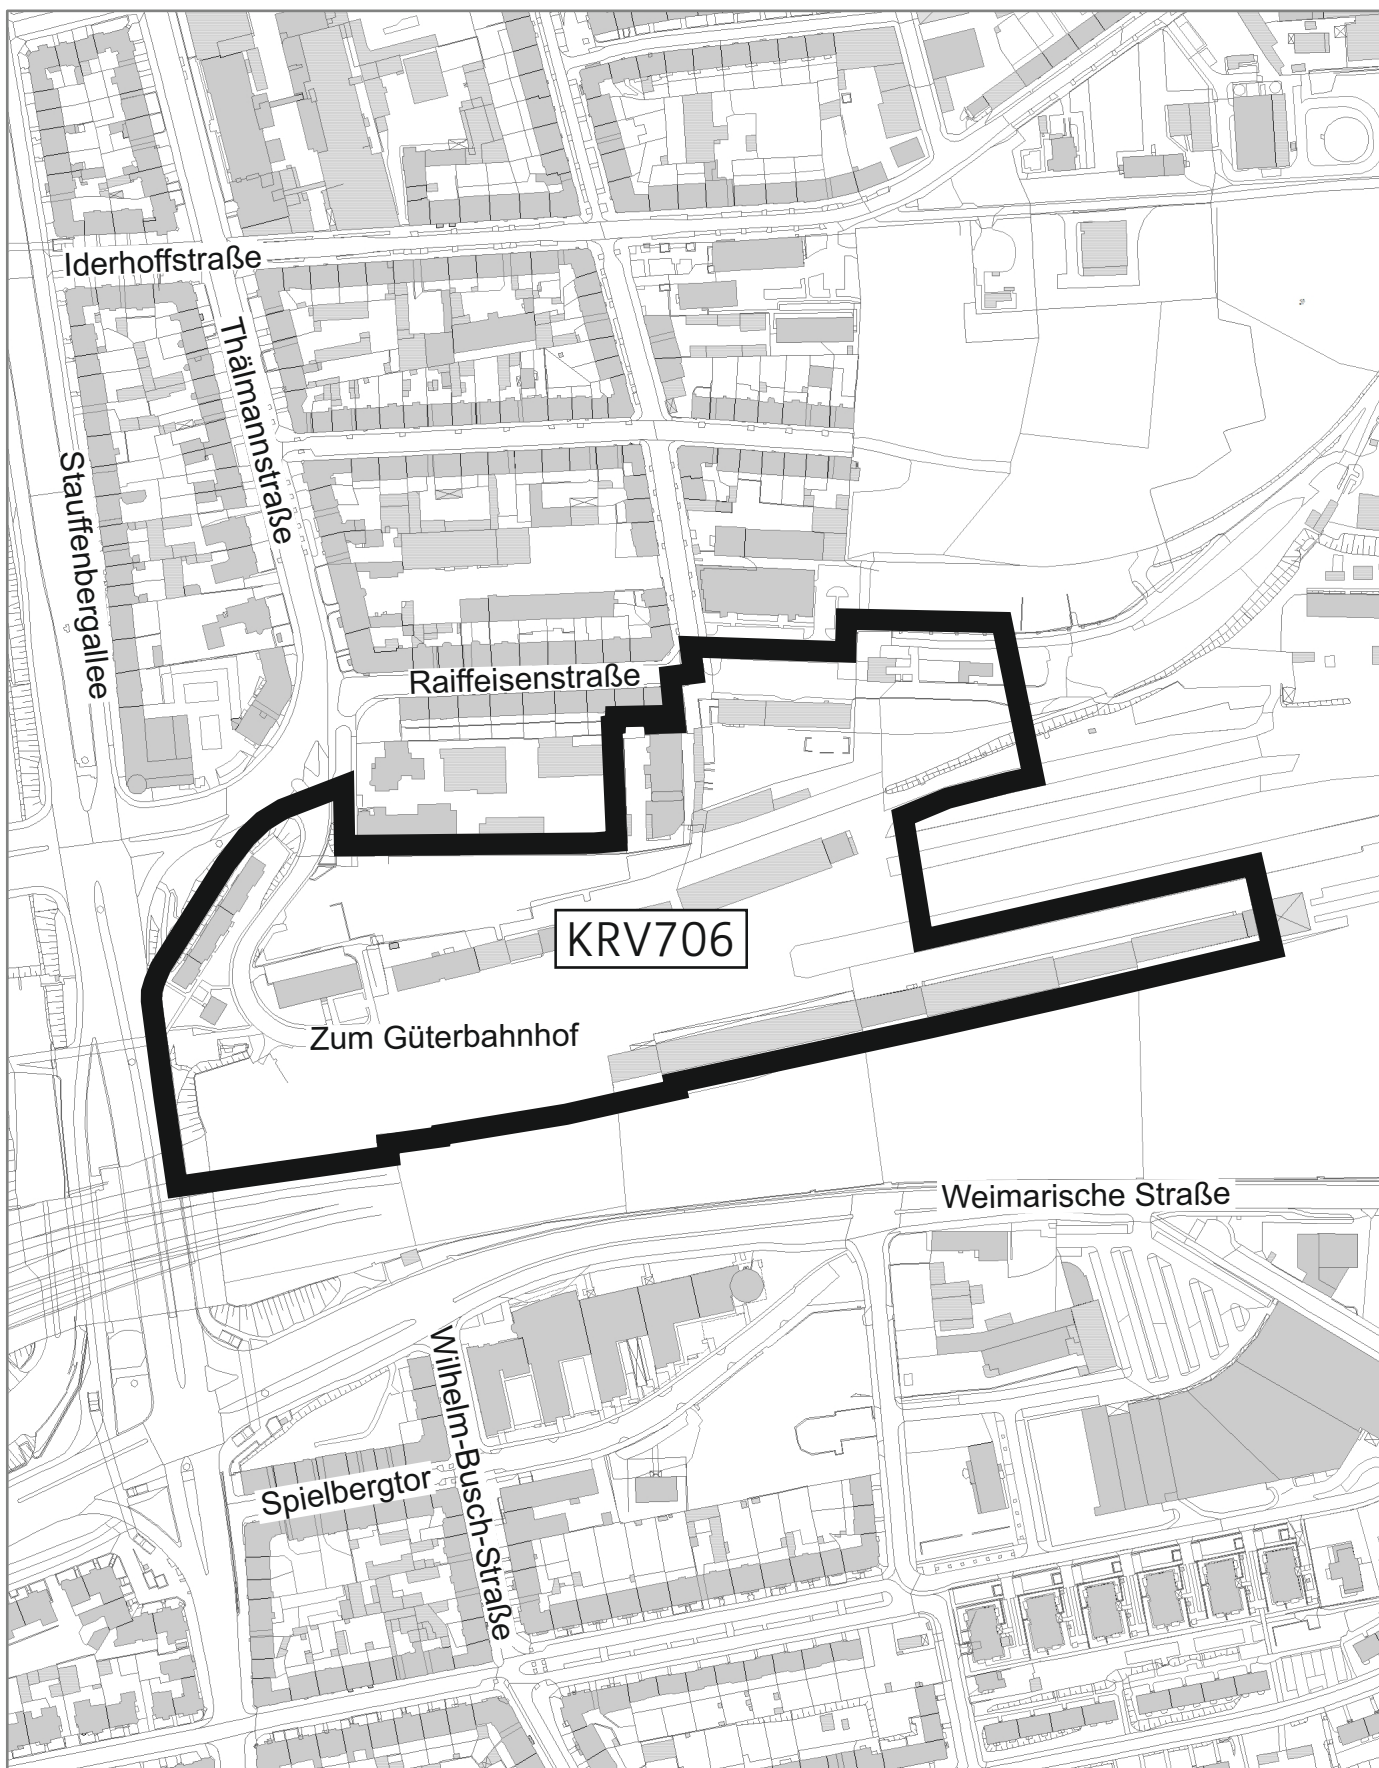 Iderhoffstraße
Thälmannstraße
Stauffenbergallee
Raiffeisenstraße
KRV706
Zum Güterbahnhof
Weimarische Straße
Wilhelm-Busch-Straße
Spielbergtor